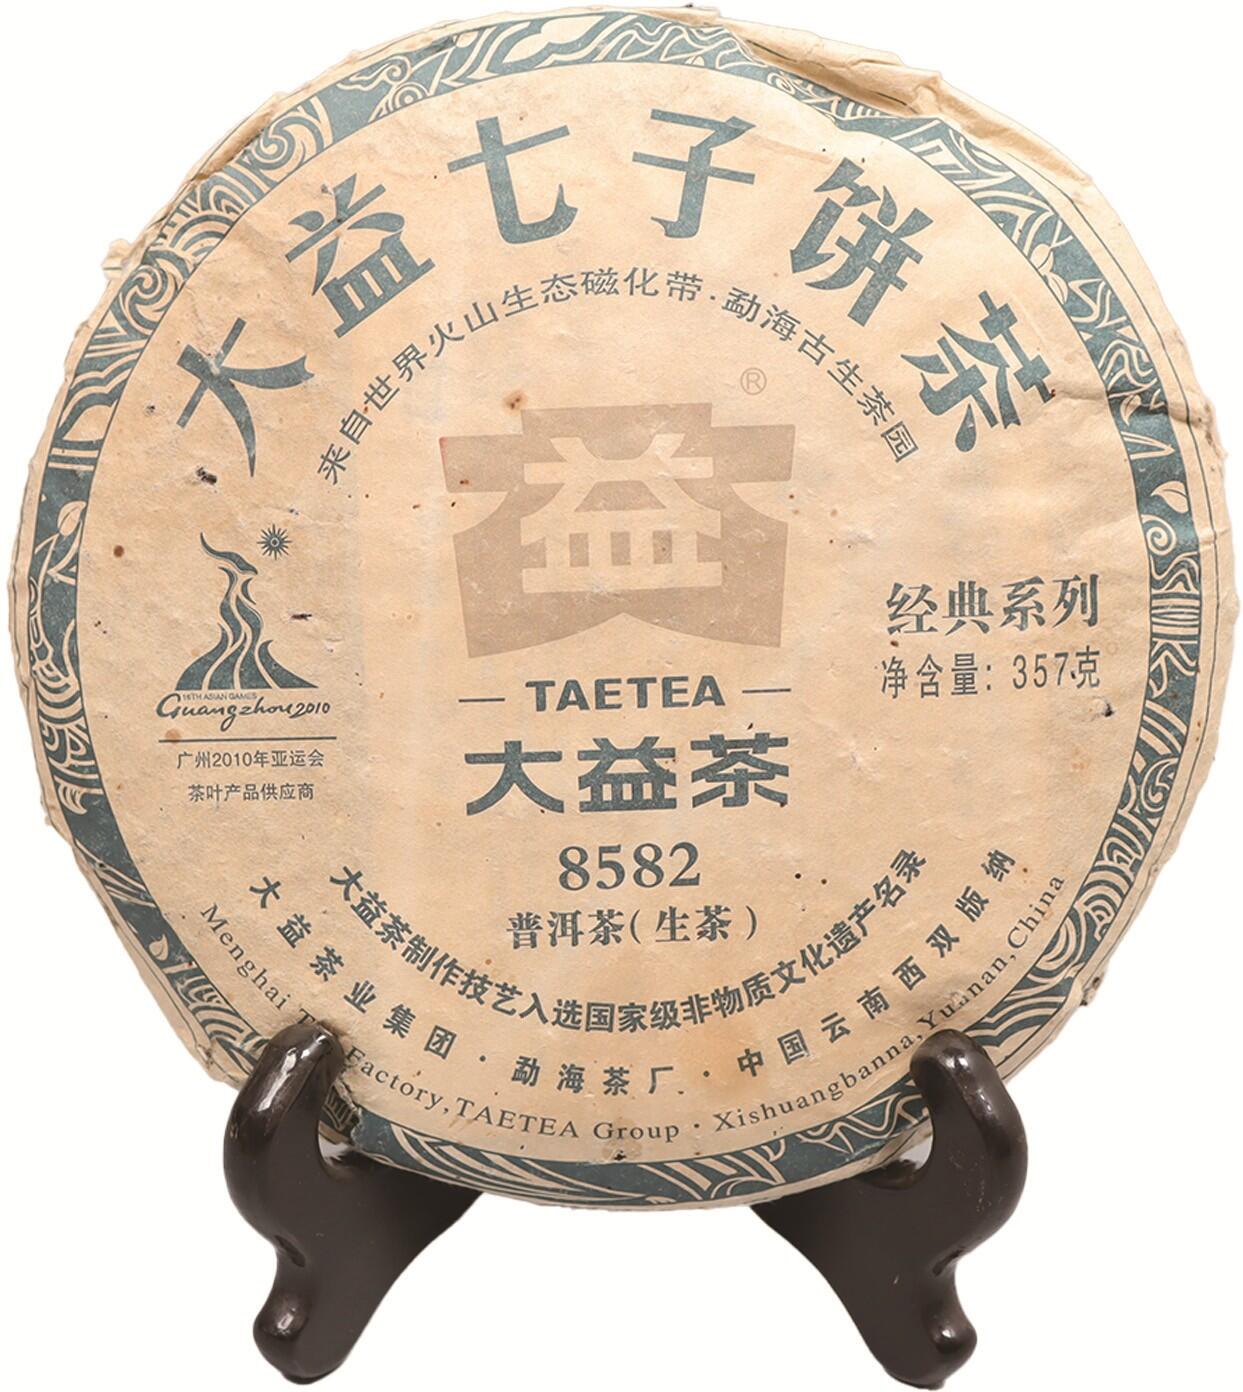 大益七子饼茶
来自世界火山生态磁化带·勐海古生茶园
®
益
16TH ASIAN GAMES
Guangzhou2010
广州2010年亚运会
茶叶产品供应商
经典系列
净含量: 357克
TAETEA
大益茶
8582
普洱茶(生茶)
大益茶制作技艺入选国家级非物质文化遗产名录
大益茶业集团·勐海茶厂·中国云南西双版纳
Menghai T Factory,TAETEA Group·Xishuangbanna,Yunnan,China